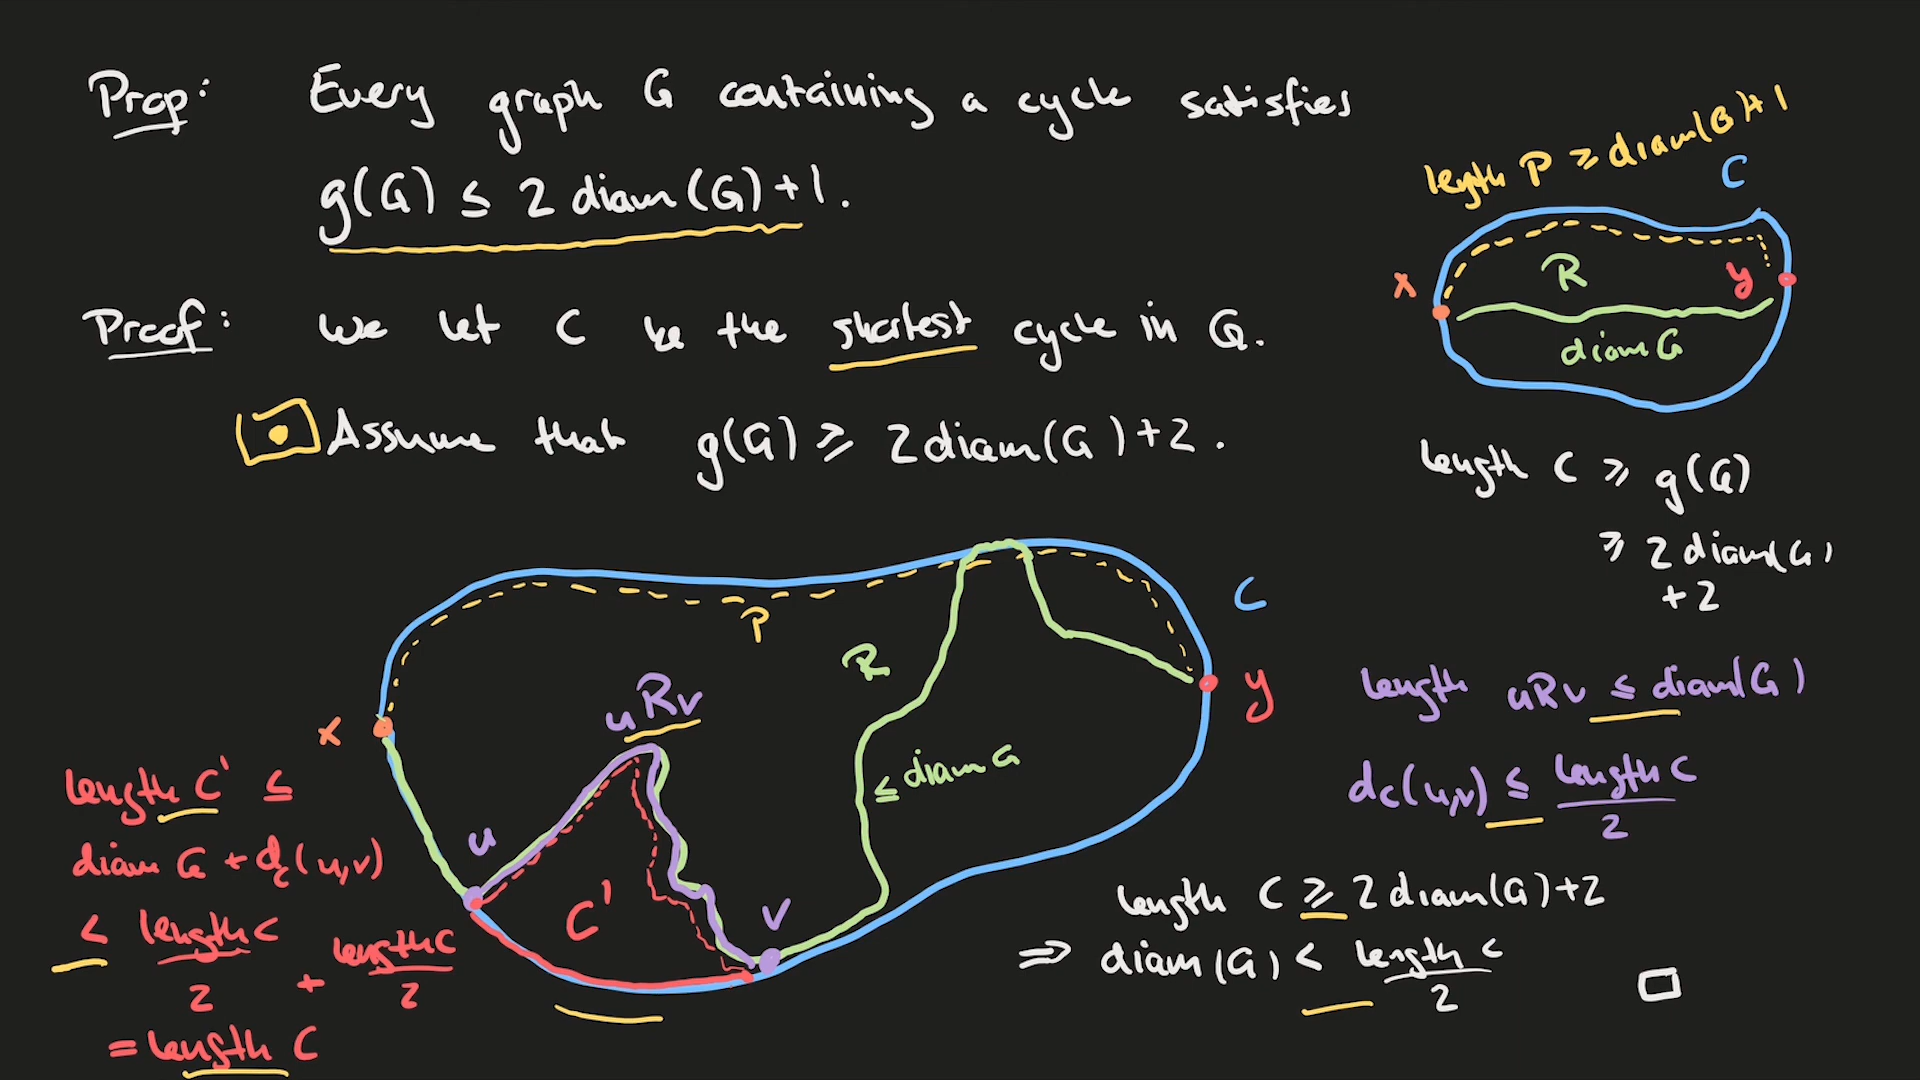 Prop: Every graph G containing a cycle satisfies
g(G) ≤ 2 diam(G)+1.
Proof: We let C be the shortest cycle in G.
Assume that g(G) ≥ 2diam(G)+2.
length P ≥ diam(G)+1
C
x
R
y
diam G
length C ≥ g(G)
≥ 2 diam(G)
+2
P
C
R
y
uRv
x
≤ diam G
u
v
C'
length C' ≤
diam G + d_C(u,v)
< length C/2 + length C/2
= length C
length uRv ≤ diam(G)
d_C(u,v) ≤ length C/2
length C ≥ 2 diam(G)+2
⇒ diam(G) < length C/2
□